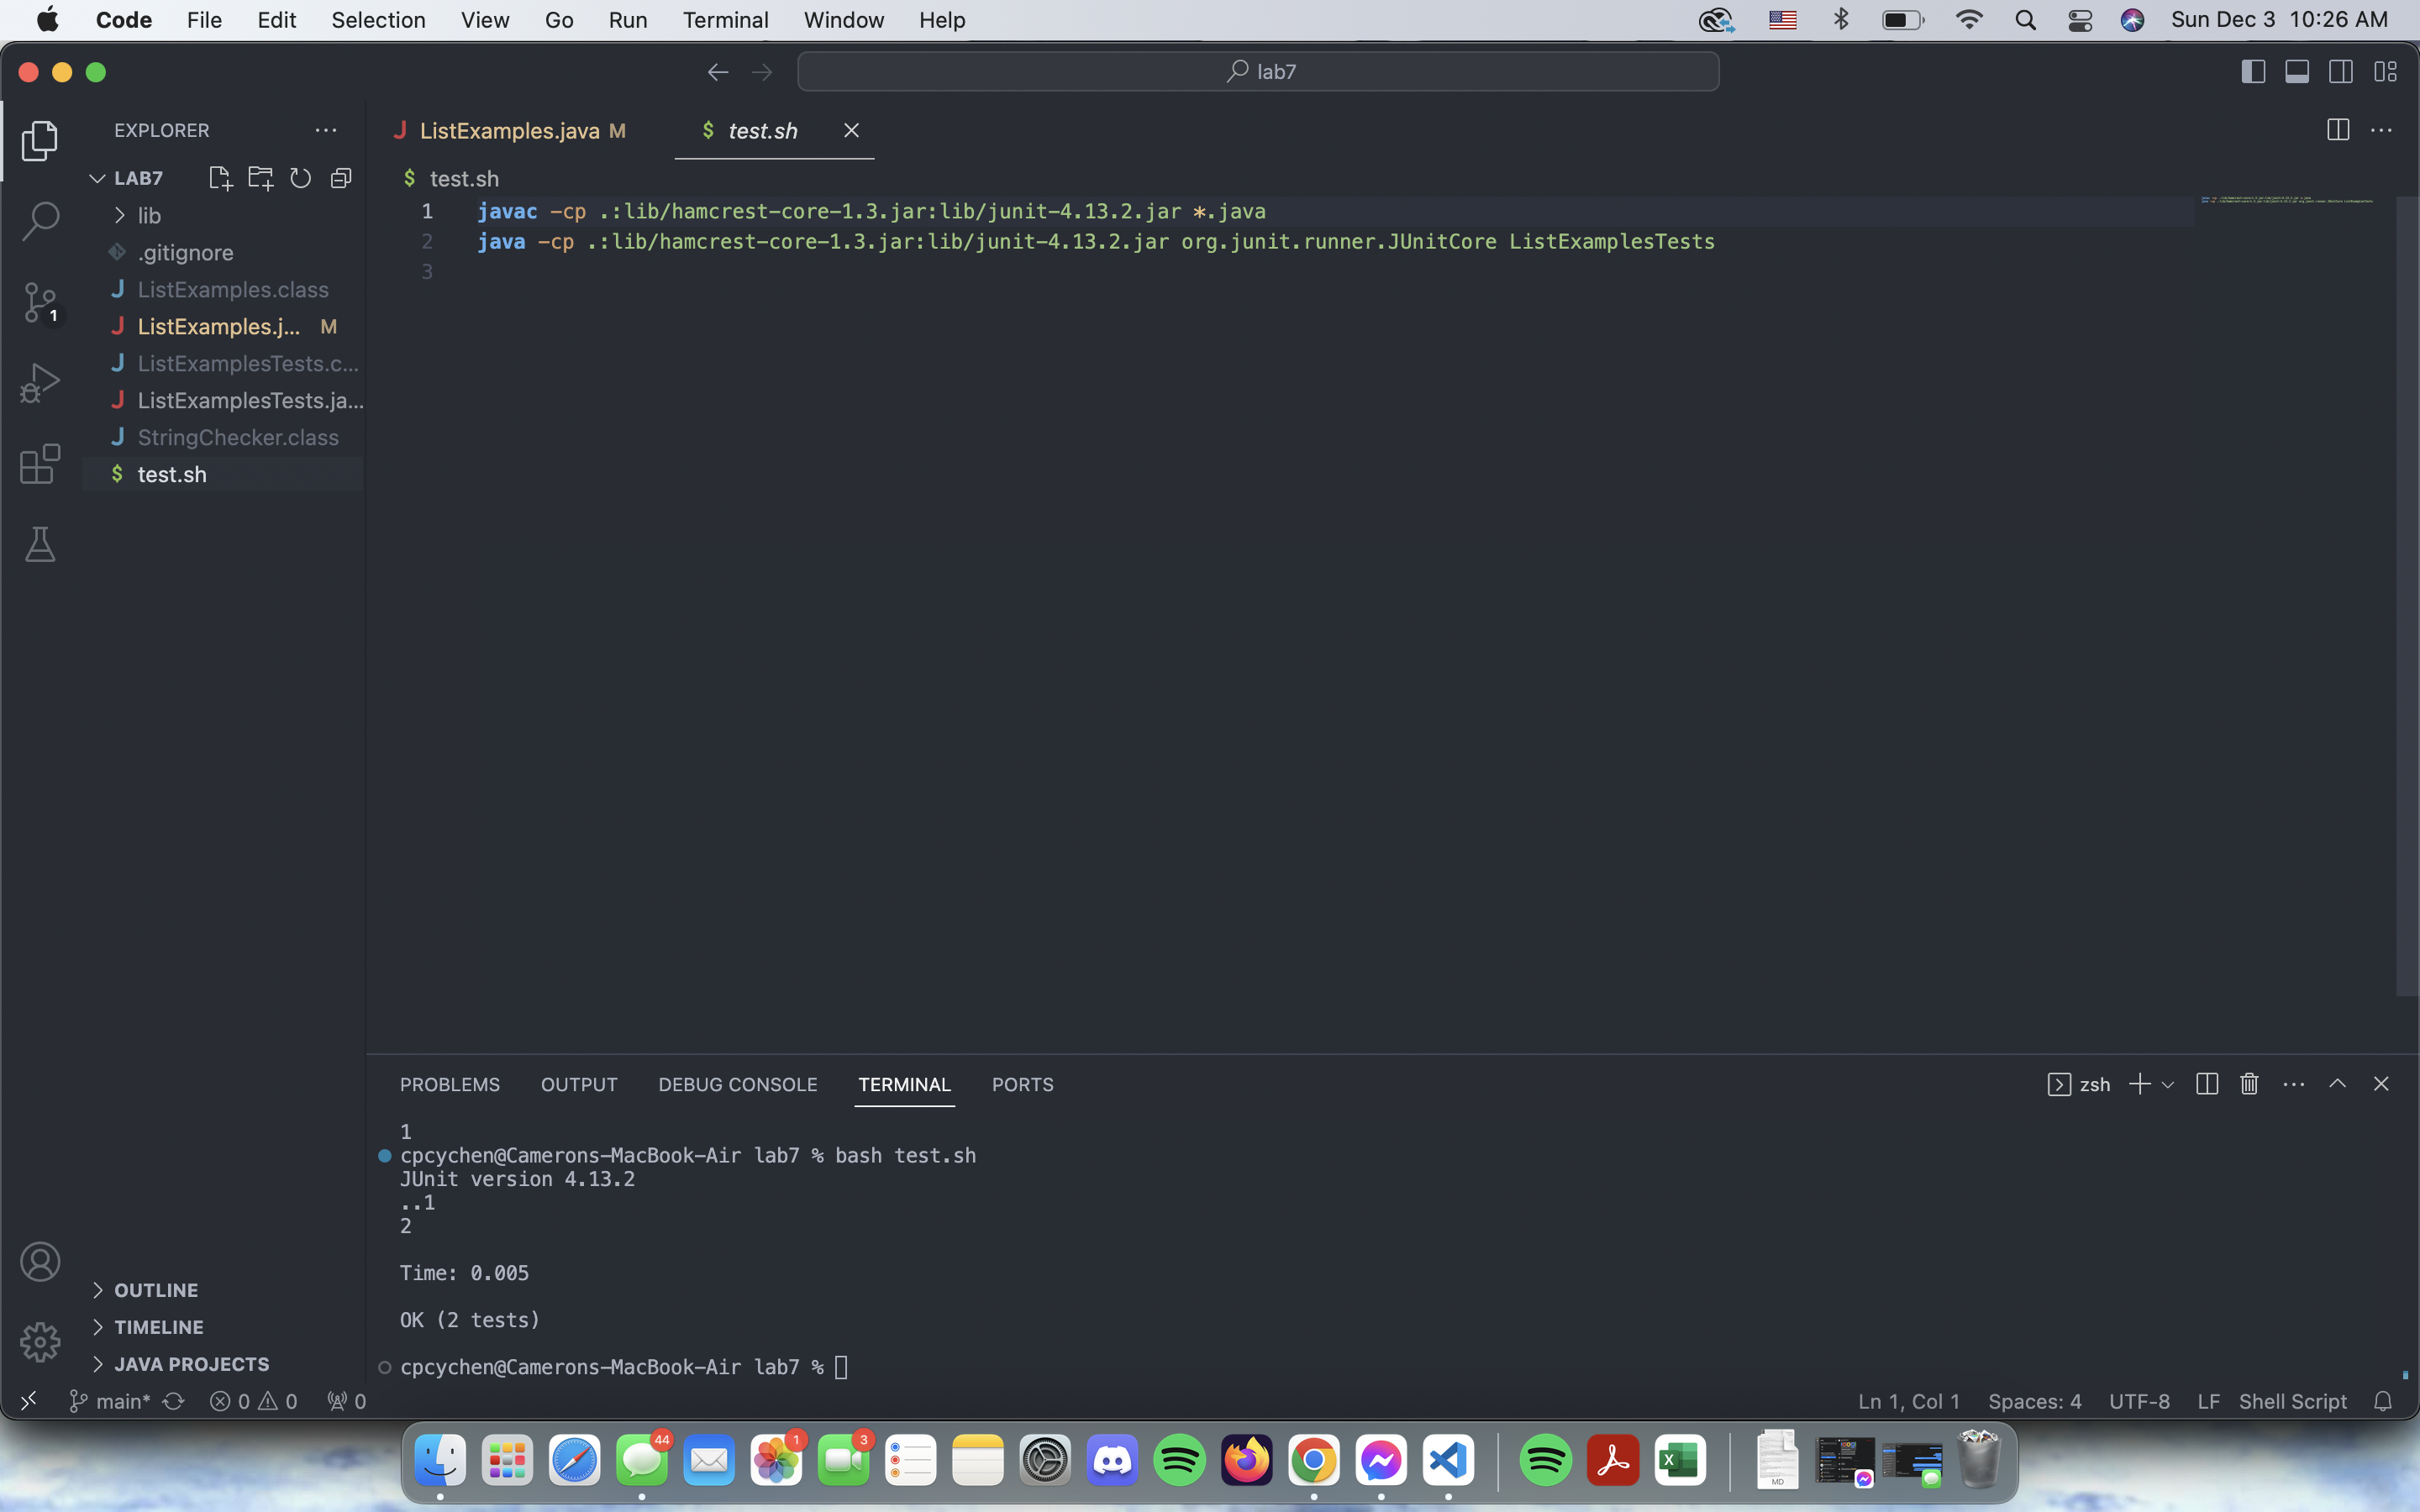 Code File Edit Selection View Go Run Terminal Window Help Sun Dec 3 10:26 AM
lab7
EXPLORER
ListExamples.java M
$ test.sh
LAB7
$ test.sh
lib
.gitignore
ListExamples.class
ListExamples.j... M
ListExamplesTests.c...
ListExamplesTests.ja...
StringChecker.class
$ test.sh
1 javac -cp .:lib/hamcrest-core-1.3.jar:lib/junit-4.13.2.jar *.java
2 java -cp .:lib/hamcrest-core-1.3.jar:lib/junit-4.13.2.jar org.junit.runner.JUnitCore ListExamplesTests
3
1
OUTLINE
TIMELINE
JAVA PROJECTS
PROBLEMS OUTPUT DEBUG CONSOLE TERMINAL PORTS
zsh
1
cpcychen@Camerons-MacBook-Air lab7 % bash test.sh
JUnit version 4.13.2
..1
2
Time: 0.005
OK (2 tests)
cpcychen@Camerons-MacBook-Air lab7 %
main* 0 0 0 Ln 1, Col 1 Spaces: 4 UTF-8 LF Shell Script
44 1 3
MD